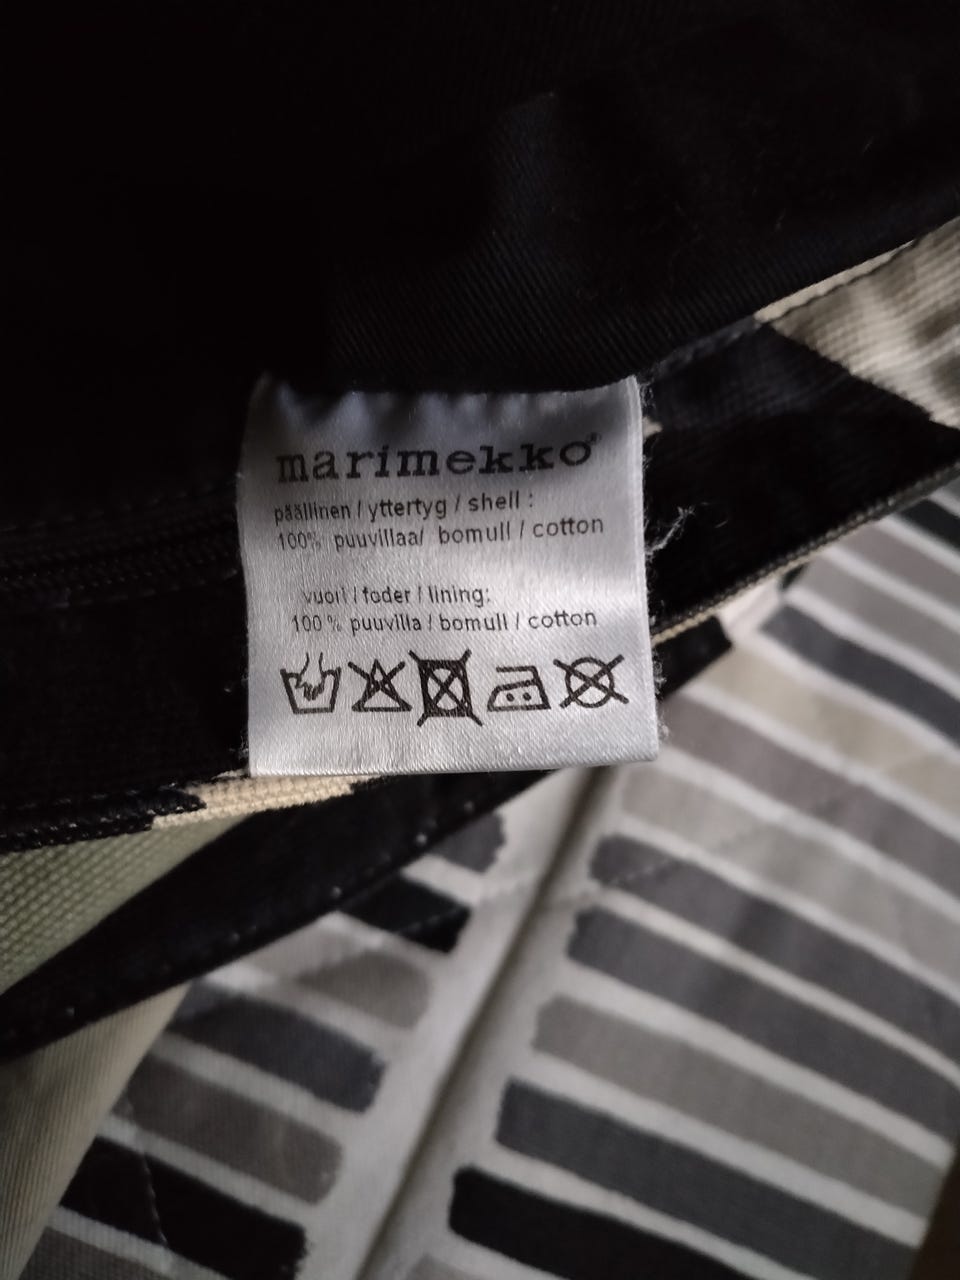 marimekko®
päällinen / yttertyg / shell :
100% puuvillaa/ bomull / cotton
vuori / foder / lining:
100 % puuvilla / bomull / cotton